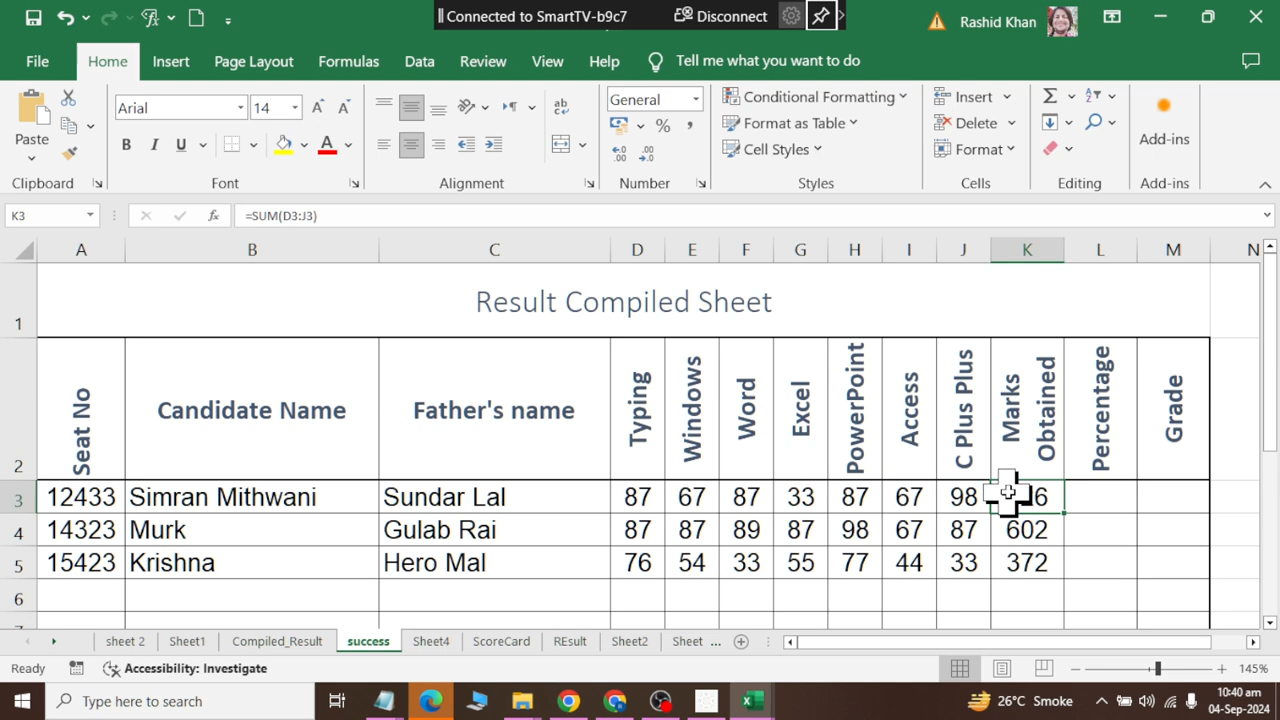 Connected to SmartTV-b9c7 Disconnect
Rashid Khan
File Home Insert Page Layout Formulas Data Review View Help Tell me what you want to do
Paste
Arial 14
B I U A
General
Conditional Formatting
Format as Table
Cell Styles
Insert
Delete
Format
Add-ins
Clipboard Font Alignment Number Styles Cells Editing Add-ins
K3 fx =SUM(D3:J3)
A B C D E F G H I J K L M N
1 Result Compiled Sheet
2 Seat No Candidate Name Father's name Typing Windows Word Excel PowerPoint Access C Plus Plus Marks Obtained Percentage Grade
3 12433 Simran Mithwani Sundar Lal 87 67 87 33 87 67 98 6
4 14323 Murk Gulab Rai 87 87 89 87 98 67 87 602
5 15423 Krishna Hero Mal 76 54 33 55 77 44 33 372
6
sheet 2 Sheet1 Compiled_Result success Sheet4 ScoreCard REsult Sheet2 Sheet ...
Ready Accessibility: Investigate 145%
Type here to search
26°C Smoke
10:40 am
04-Sep-2024